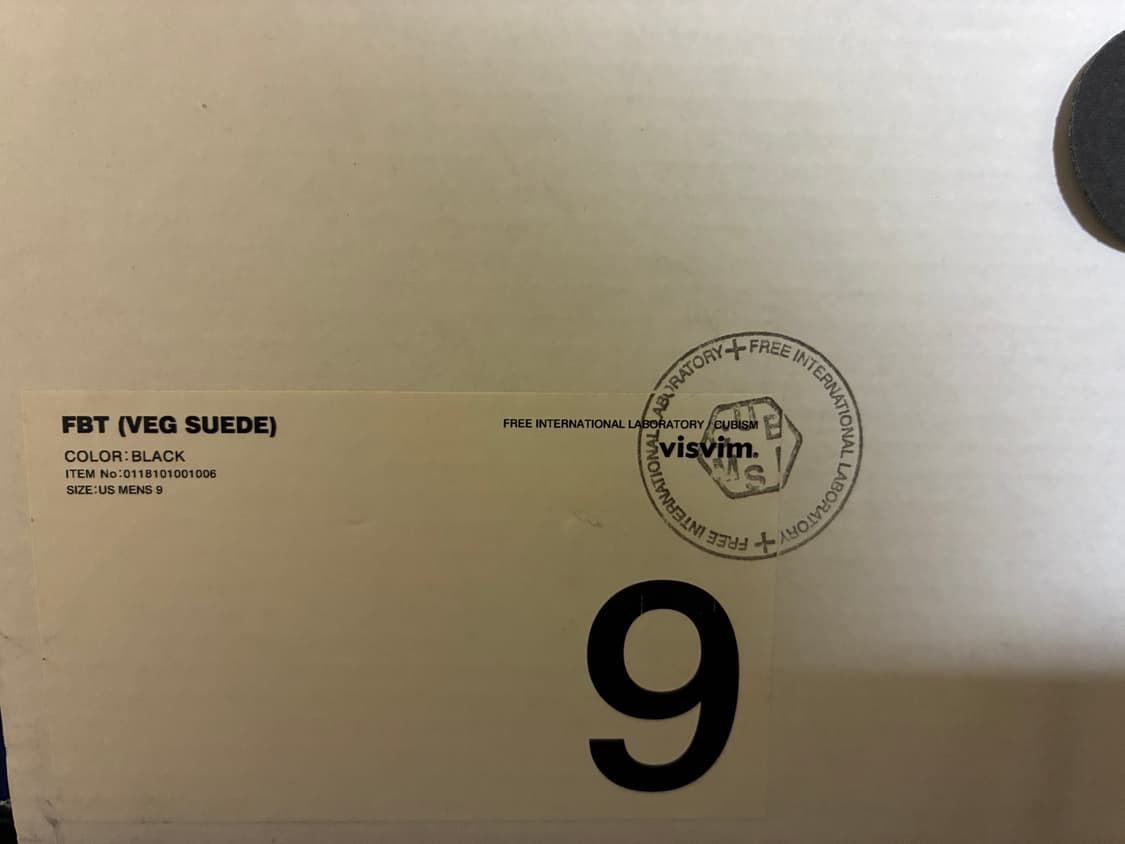 FBT (VEG SUEDE)
COLOR:BLACK
ITEM No:0118101001006
SIZE:US MENS 9
FREE INTERNATIONAL LABORATORY / CUBISM
visvim.
+ FREE INTERNATIONAL LABORATORY + FREE INTERNATIONAL LABORATORY
CUBISM
9